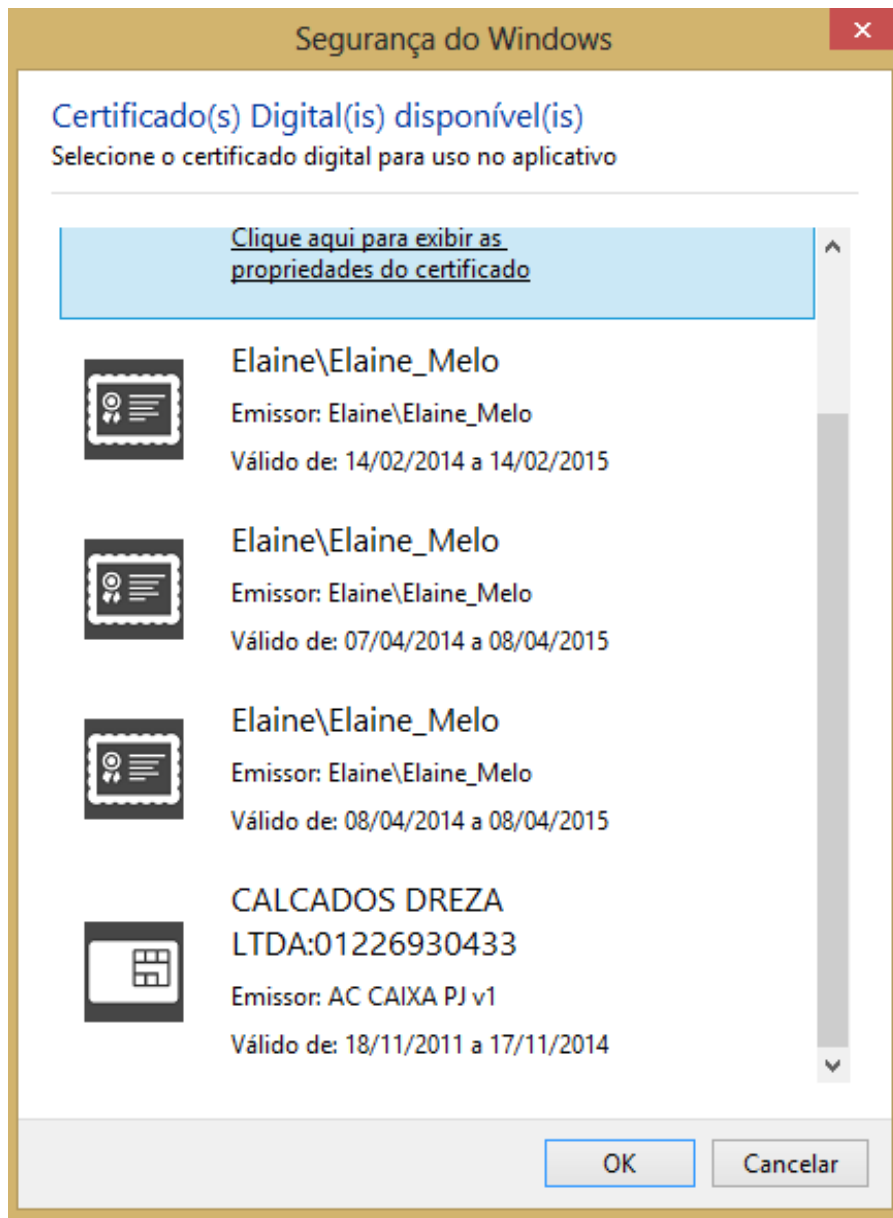 Segurança do Windows
Certificado(s) Digital(is) disponível(is)
Selecione o certificado digital para uso no aplicativo
Clique aqui para exibir as
propriedades do certificado
Elaine\Elaine_Melo
Emissor: Elaine\Elaine_Melo
Válido de: 14/02/2014 a 14/02/2015
Elaine\Elaine_Melo
Emissor: Elaine\Elaine_Melo
Válido de: 07/04/2014 a 08/04/2015
Elaine\Elaine_Melo
Emissor: Elaine\Elaine_Melo
Válido de: 08/04/2014 a 08/04/2015
CALCADOS DREZA
LTDA:01226930433
Emissor: AC CAIXA PJ v1
Válido de: 18/11/2011 a 17/11/2014
OK
Cancelar